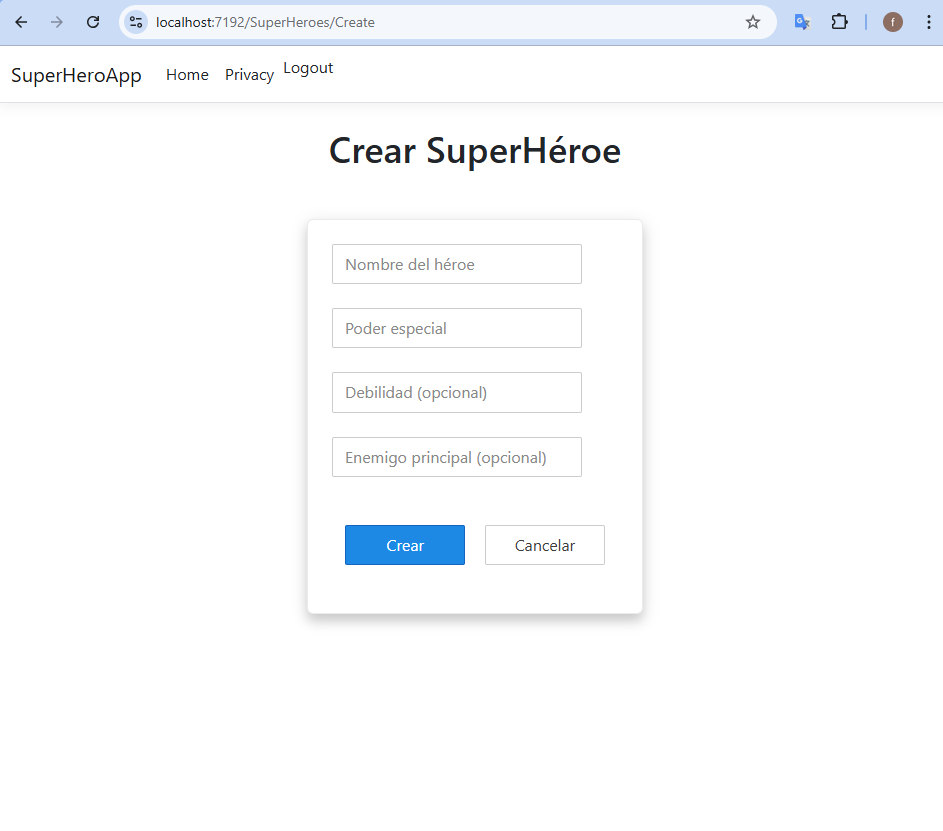 localhost:7192/SuperHeroes/Create
f
SuperHeroApp Home Privacy Logout
Crear SuperHéroe
Nombre del héroe
Poder especial
Debilidad (opcional)
Enemigo principal (opcional)
Crear Cancelar